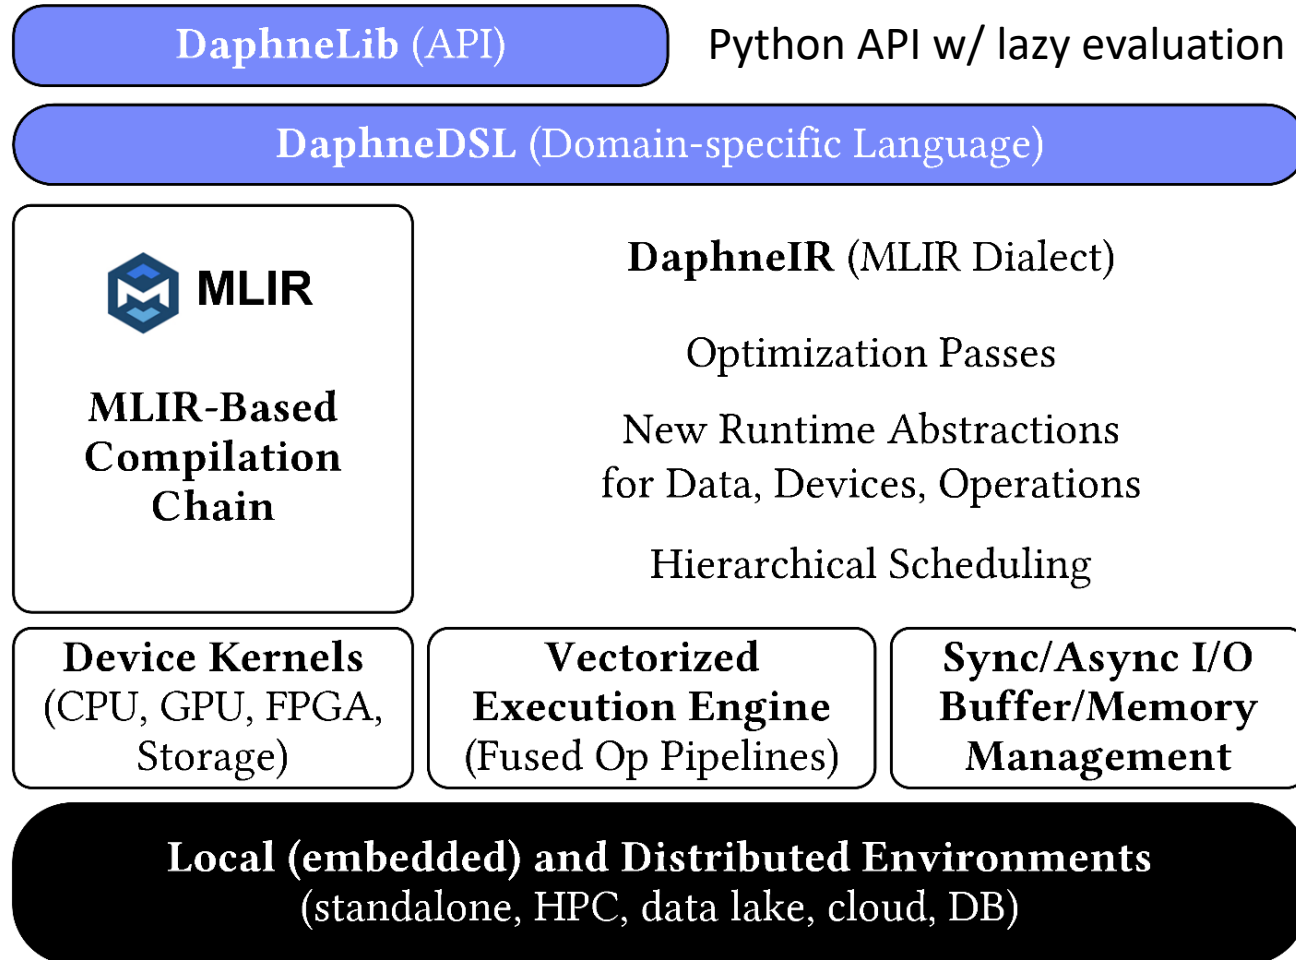 DaphneLib (API)
Python API w/ lazy evaluation
DaphneDSL (Domain-specific Language)
MLIR
MLIR-Based
Compilation
Chain
DaphneIR (MLIR Dialect)
Optimization Passes
New Runtime Abstractions
for Data, Devices, Operations
Hierarchical Scheduling
Device Kernels
(CPU, GPU, FPGA,
Storage)
Vectorized
Execution Engine
(Fused Op Pipelines)
Sync/Async I/O
Buffer/Memory
Management
Local (embedded) and Distributed Environments
(standalone, HPC, data lake, cloud, DB)